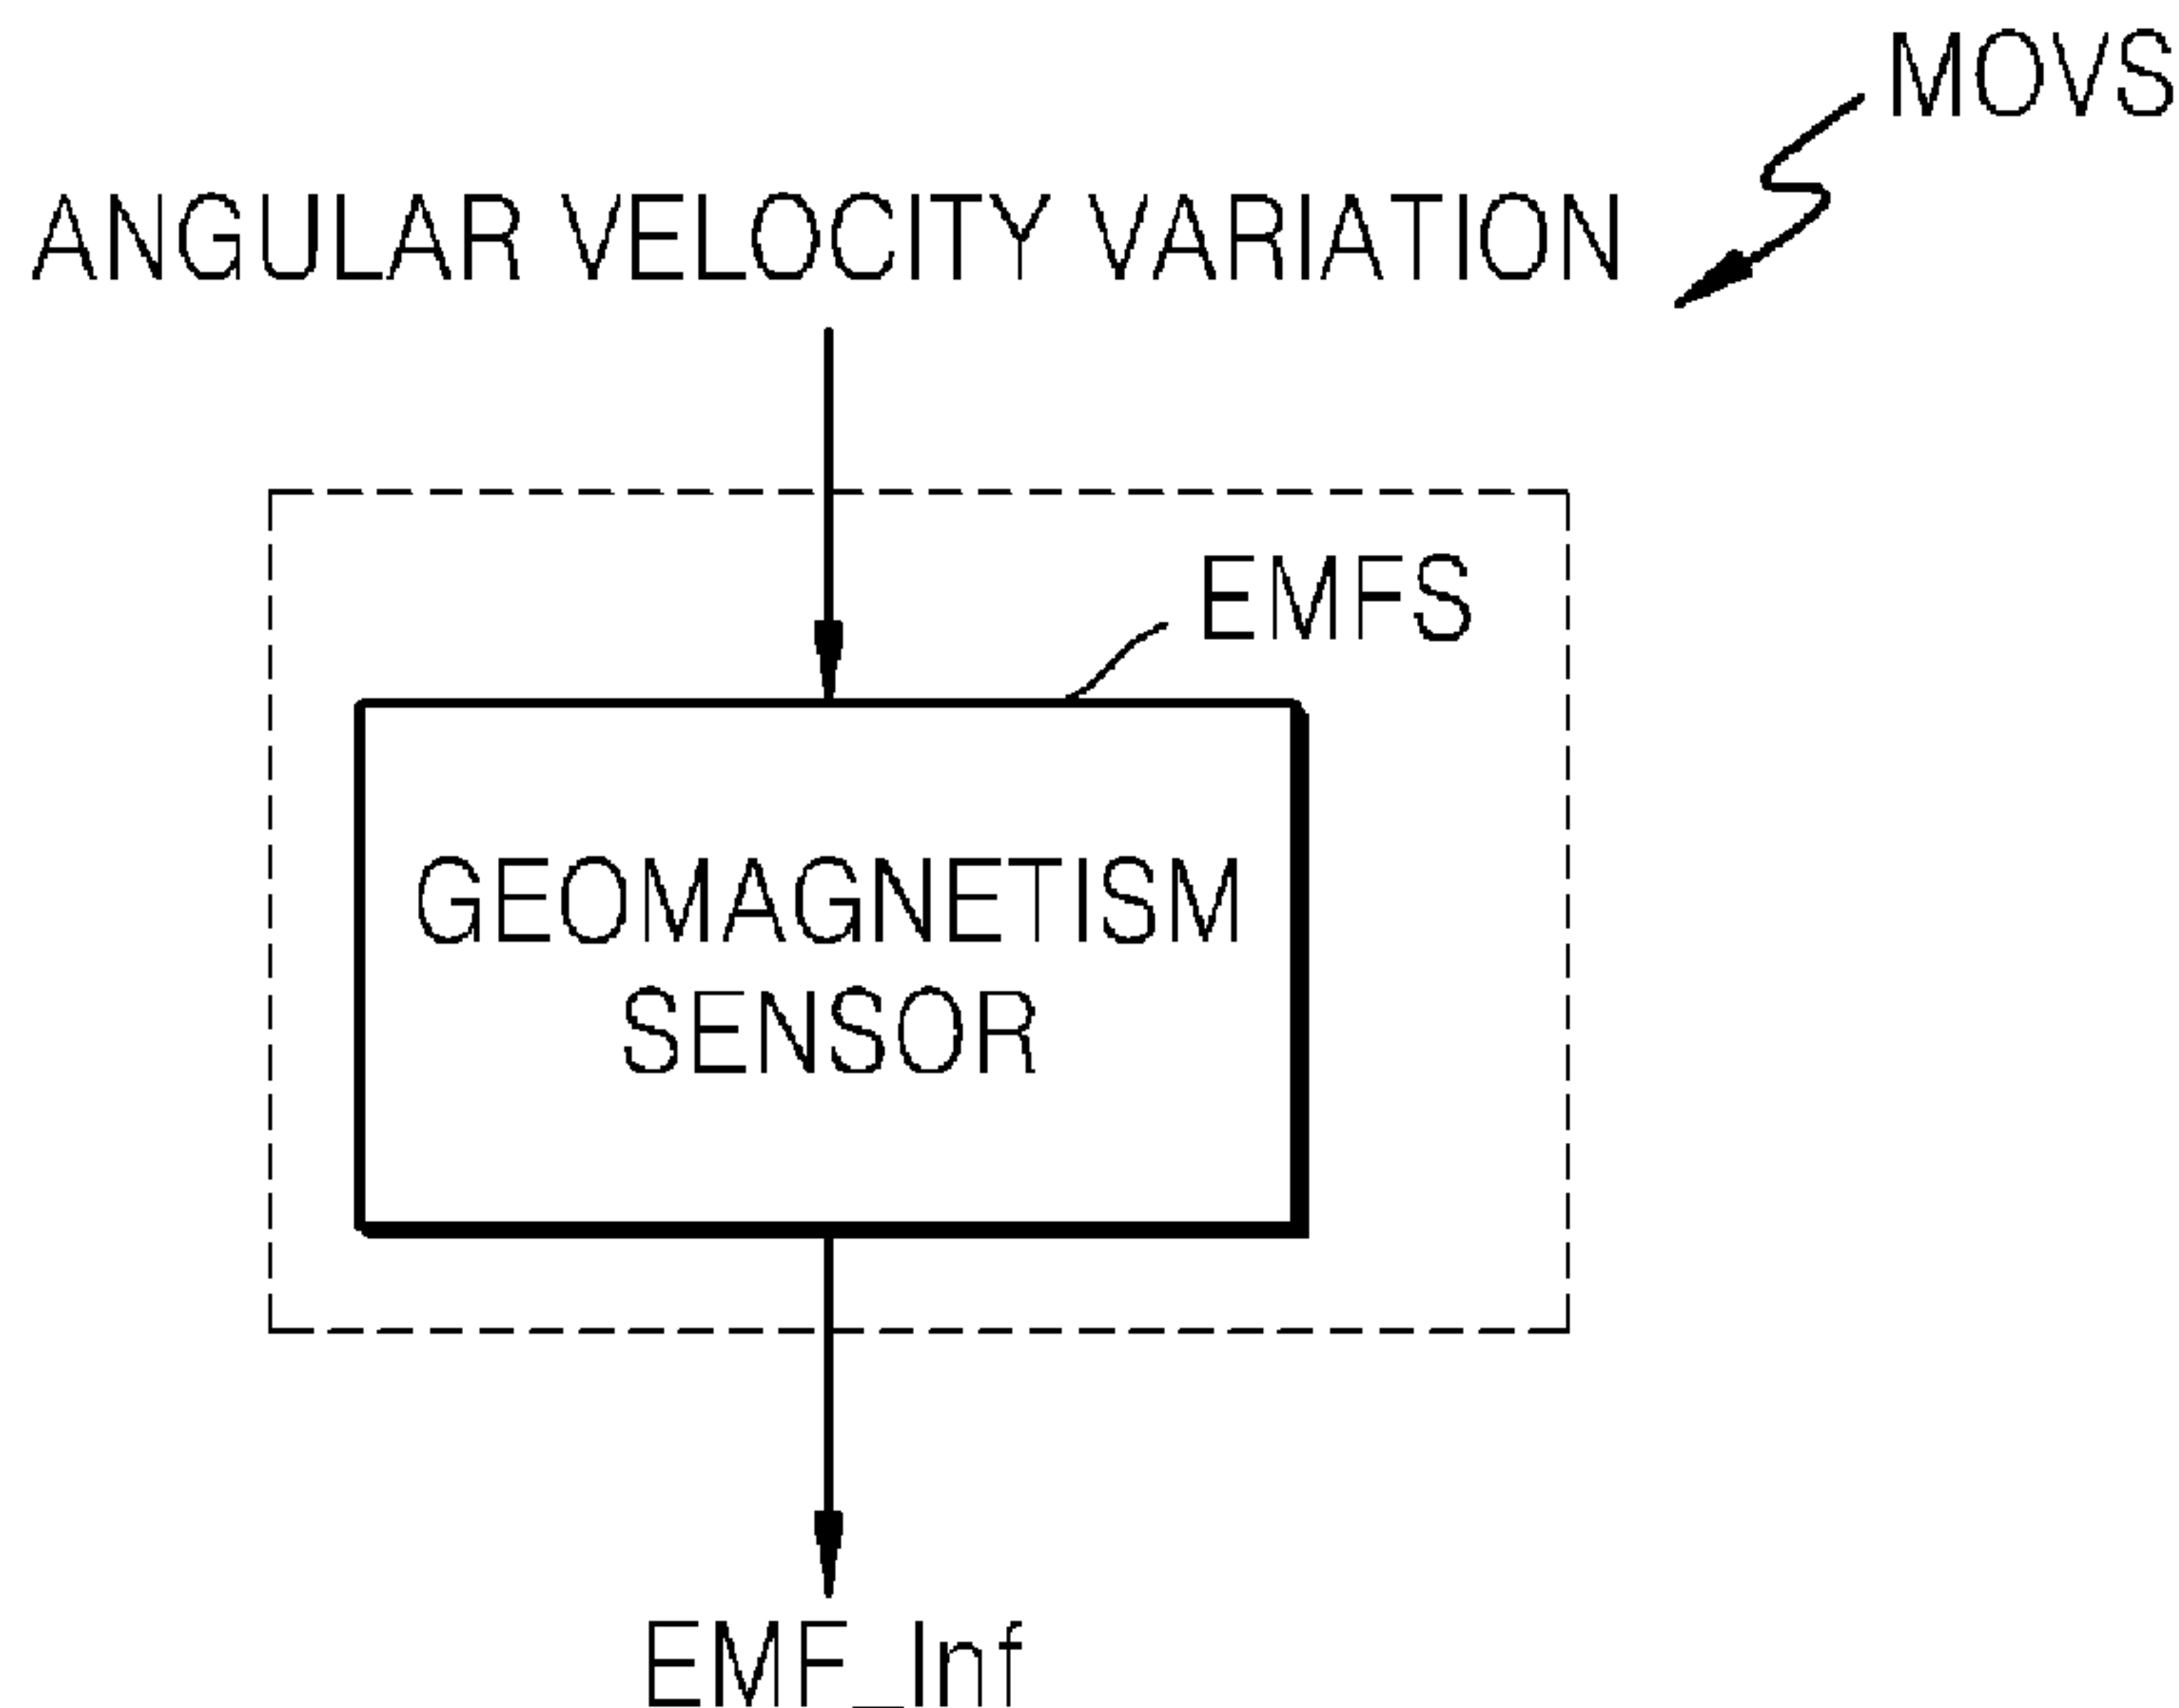 MOVS
ANGULAR VELOCITY VARIATION
EMFS
GEOMAGNETISM
SENSOR
EMF_Inf